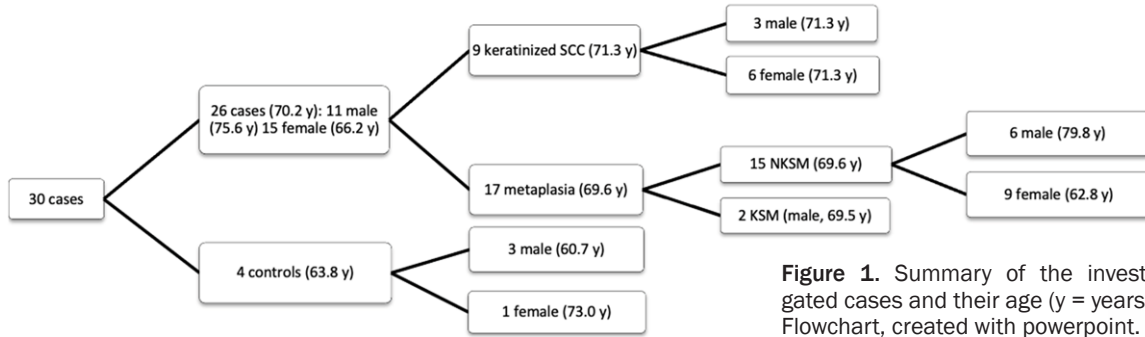 30 cases
26 cases (70.2 y): 11 male
(75.6 y) 15 female (66.2 y)
9 keratinized SCC (71.3 y)
3 male (71.3 y)
6 female (71.3 y)
17 metaplasia (69.6 y)
15 NKSM (69.6 y)
6 male (79.8 y)
9 female (62.8 y)
2 KSM (male, 69.5 y)
4 controls (63.8 y)
3 male (60.7 y)
1 female (73.0 y)
Figure 1. Summary of the invest
gated cases and their age (y = years
Flowchart, created with powerpoint.